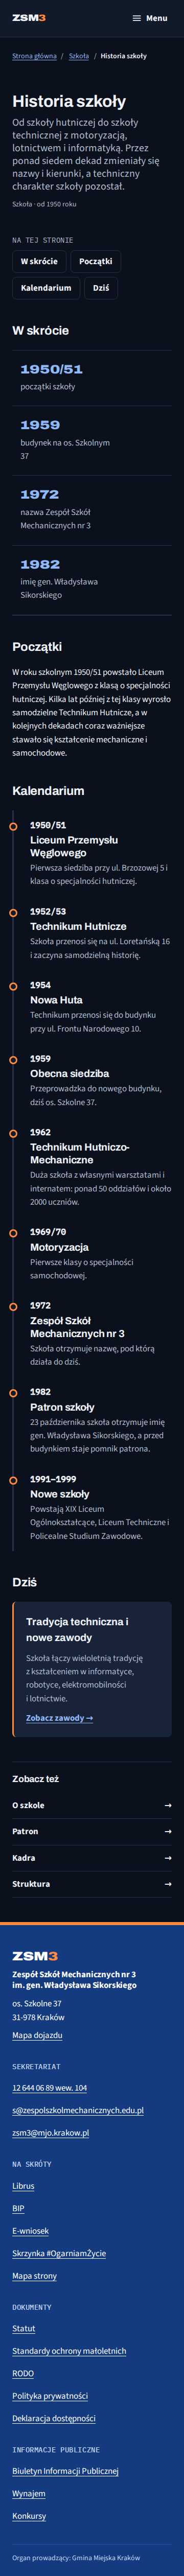 ZSM3
Menu
Strona główna / Szkoła / Historia szkoły
Historia szkoły
Od szkoły hutniczej do szkoły
technicznej z motoryzacją,
lotnictwem i informatyką. Przez
ponad siedem dekad zmieniały się
nazwy i kierunki, a techniczny
charakter szkoły pozostał.
Szkoła · od 1950 roku
NA TEJ STRONIE
W skrócie
Początki
Kalendarium
Dziś
W skrócie
1950/51
początki szkoły
1959
budynek na os. Szkolnym
37
1972
nazwa Zespół Szkół
Mechanicznych nr 3
1982
imię gen. Władysława
Sikorskiego
Początki
W roku szkolnym 1950/51 powstało Liceum
Przemysłu Węglowego z klasą o specjalności
hutniczej. Kilka lat później z tej klasy wyrosło
samodzielne Technikum Hutnicze, a w
kolejnych dekadach coraz ważniejsze
stawało się kształcenie mechaniczne i
samochodowe.
Kalendarium
1950/51
Liceum Przemysłu
Węglowego
Pierwsza siedziba przy ul. Brzozowej 5 i
klasa o specjalności hutniczej.
1952/53
Technikum Hutnicze
Szkoła przenosi się na ul. Loretańską 16
i zaczyna samodzielną historię.
1954
Nowa Huta
Technikum przenosi się do budynku
przy ul. Frontu Narodowego 10.
1959
Obecna siedziba
Przeprowadzka do nowego budynku,
dziś os. Szkolne 37.
1962
Technikum Hutniczo-
Mechaniczne
Duża szkoła z własnymi warsztatami i
internatem: ponad 50 oddziałów i około
2000 uczniów.
1969/70
Motoryzacja
Pierwsze klasy o specjalności
samochodowej.
1972
Zespół Szkół
Mechanicznych nr 3
Szkoła otrzymuje nazwę, pod którą
działa do dziś.
1982
Patron szkoły
23 października szkoła otrzymuje imię
gen. Władysława Sikorskiego, a przed
budynkiem staje pomnik patrona.
1991–1999
Nowe szkoły
Powstają XIX Liceum
Ogólnokształcące, Liceum Techniczne i
Policealne Studium Zawodowe.
Dziś
Tradycja techniczna i
nowe zawody
Szkoła łączy wieloletnią tradycję
z kształceniem w informatyce,
robotyce, elektromobilności
i lotnictwie.
Zobacz zawody →
Zobacz też
O szkole →
Patron →
Kadra →
Struktura →
ZSM3
Zespół Szkół Mechanicznych nr 3
im. gen. Władysława Sikorskiego
os. Szkolne 37
31-978 Kraków
Mapa dojazdu
SEKRETARIAT
12 644 06 89 wew. 104
s@zespolszkolmechanicznych.edu.pl
zsm3@mjo.krakow.pl
NA SKRÓTY
Librus
BIP
E-wniosek
Skrzynka #OgarniamŻycie
Mapa strony
DOKUMENTY
Statut
Standardy ochrony małoletnich
RODO
Polityka prywatności
Deklaracja dostępności
INFORMACJE PUBLICZNE
Biuletyn Informacji Publicznej
Wynajem
Konkursy
Organ prowadzący: Gmina Miejska Kraków